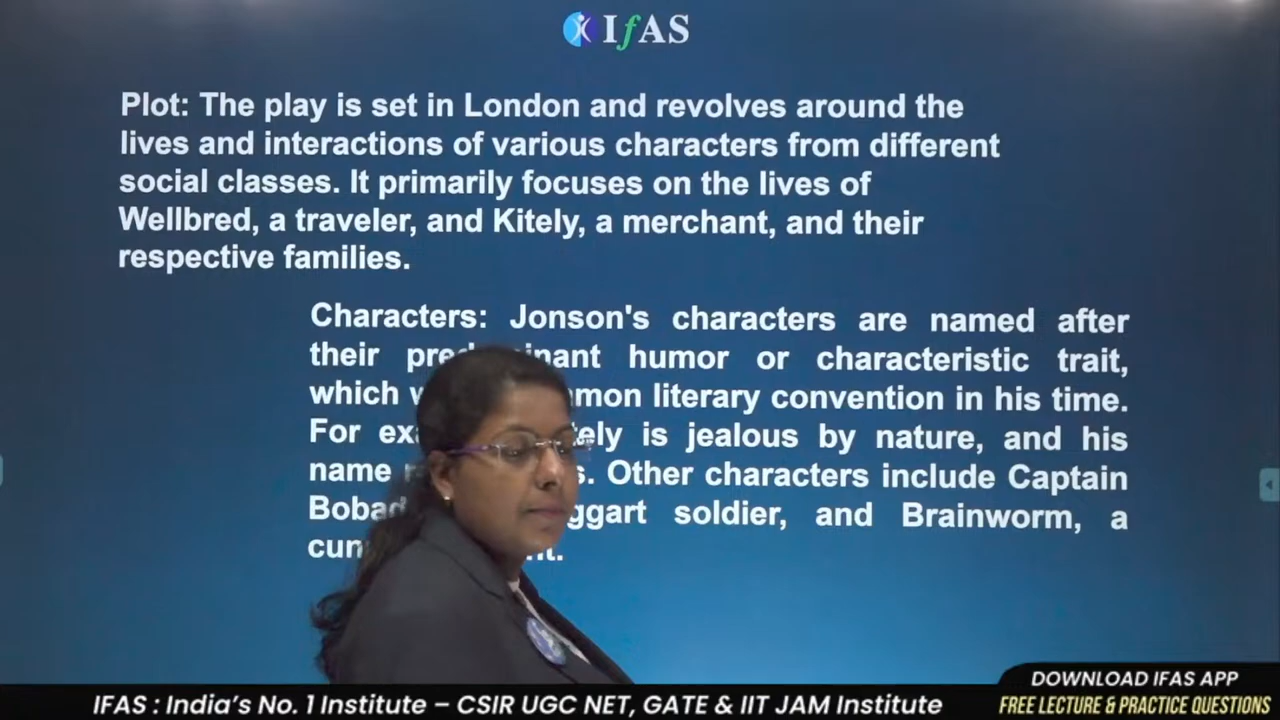 IfAS
Plot: The play is set in London and revolves around the
lives and interactions of various characters from different
social classes. It primarily focuses on the lives of
Wellbred, a traveler, and Kitely, a merchant, and their
respective families.
Characters: Jonson's characters are named after
their humor or characteristic trait,
which literary convention in his time.
For is jealous by nature, and his
name Other characters include Captain
soldier, and Brainworm, a
DOWNLOAD IFAS APP
IFAS : India's No. 1 Institute – CSIR UGC NET, GATE & IIT JAM Institute
FREE LECTURE & PRACTICE QUESTIONS